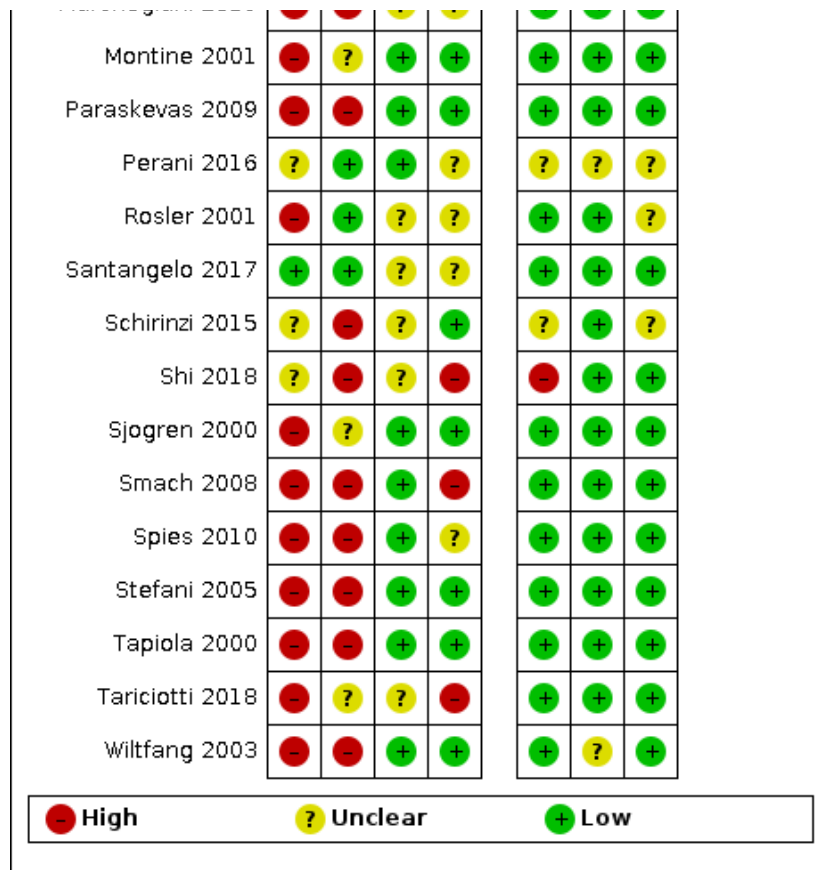 Montine 2001 - ? + + + + +
Paraskevas 2009 - - + + + + +
Perani 2016 ? + + ? ? ? ?
Rosler 2001 - + ? ? + + ?
Santangelo 2017 + + ? ? + + +
Schirinzi 2015 ? - ? + ? + ?
Shi 2018 ? - ? - - + +
Sjogren 2000 - ? + + + + +
Smach 2008 - - + - + + +
Spies 2010 - - + ? + + +
Stefani 2005 - - + + + + +
Tapiola 2000 - - + + + + +
Tariciotti 2018 - ? ? - + + +
Wiltfang 2003 - - + + + ? +
- High ? Unclear + Low